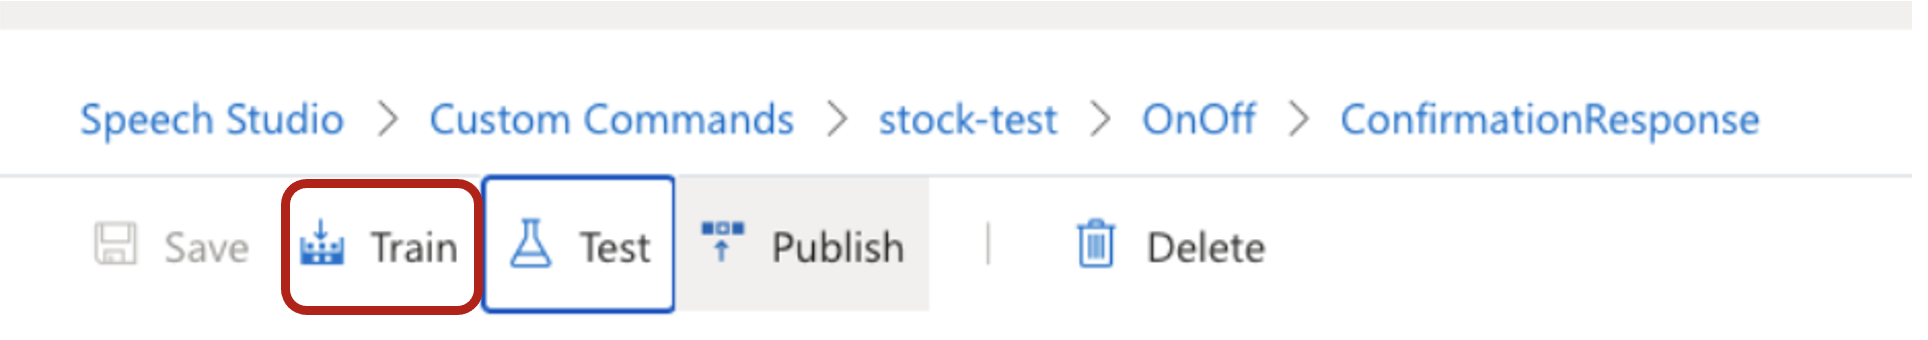 Speech Studio > Custom Commands > stock-test > OnOff > ConfirmationResponse
Save Train Test Publish | Delete